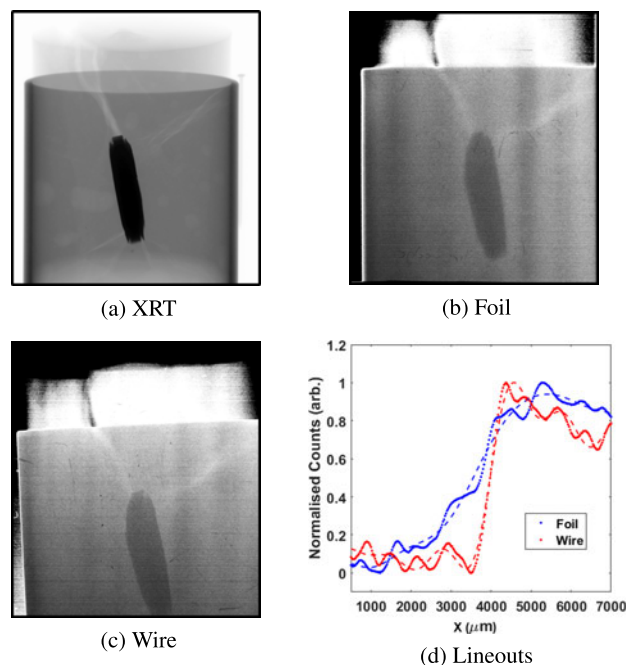 (a) XRT
(b) Foil
(c) Wire
1.2
1
0.8
0.6
0.4
0.2
0
Normalised Counts (arb.)
Foil
Wire
1000 2000 3000 4000 5000 6000 7000
X (μm)
(d) Lineouts